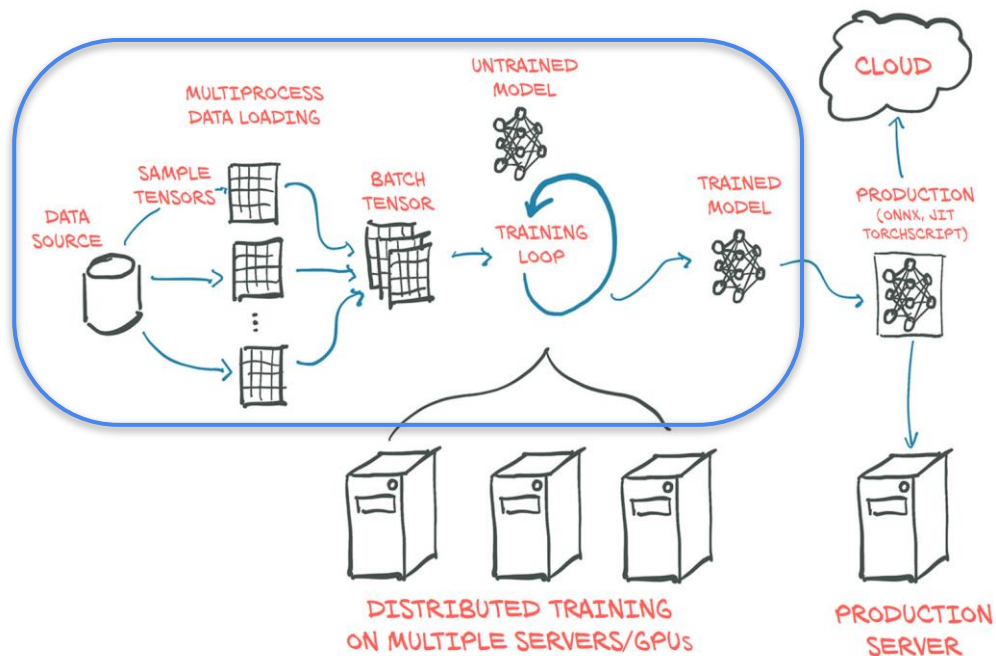 UNTRAINED
MODEL
CLOUD
MULTIPROCESS
DATA LOADING
SAMPLE
TENSORS
BATCH
TENSOR
TRAINED
MODEL
PRODUCTION
(ONNX, JIT
TORCHSCRIPT)
DATA
SOURCE
TRAINING
LOOP
DISTRIBUTED TRAINING
ON MULTIPLE SERVERS/GPUs
PRODUCTION
SERVER